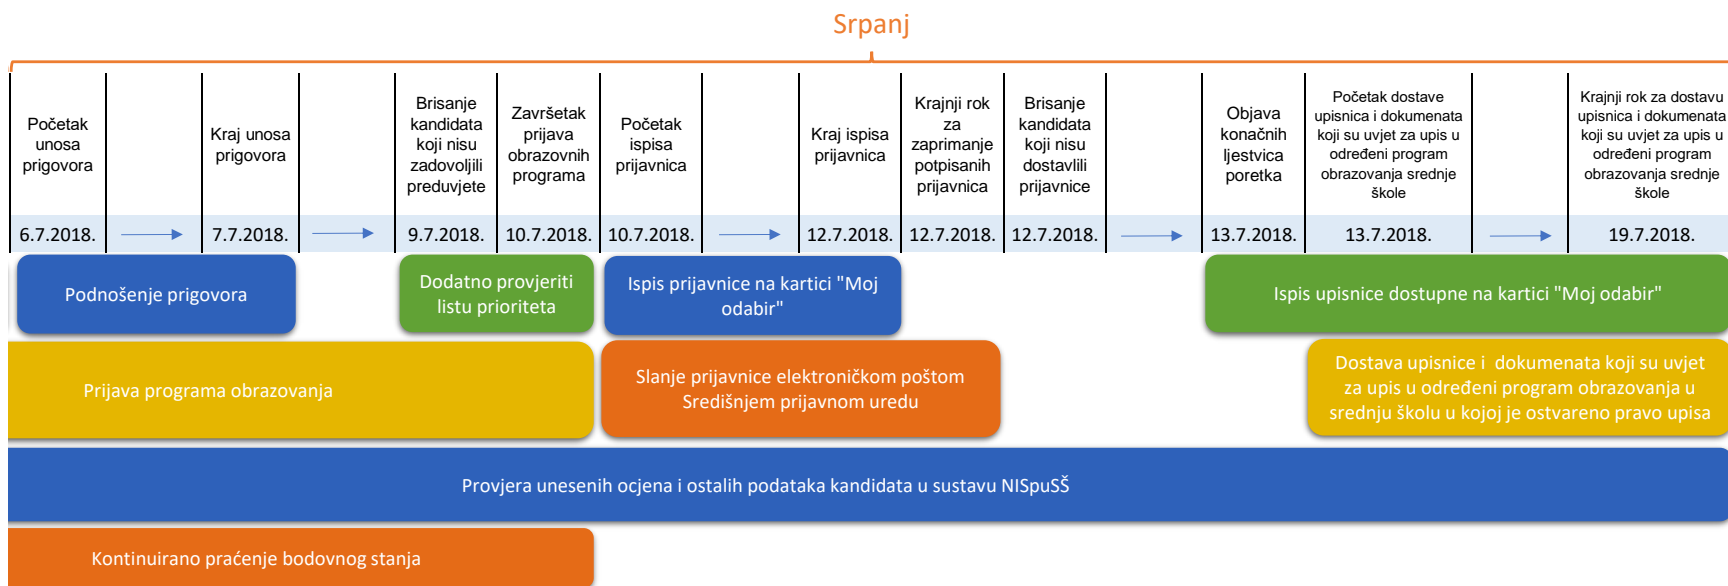 Srpanj
Početak
unosa
prigovora
Kraj unosa
prigovora
Brisanje
kandidata
koji nisu
zadovoljili
preduvjete
Završetak
prijava
obrazovnih
programa
Početak
ispisa
prijavnica
Kraj ispisa
prijavnica
Krajnji rok
za
zaprimanje
potpisanih
prijavnica
Brisanje
kandidata
koji nisu
dostavlili
prijavnice
Objava
konačnih
ljestvica
poretka
Početak dostave
upisnica i dokumenata
koji su uvjet za upis u
određeni program
obrazovanja srednje
škole
Krajnji rok za dostavu
upisnica i dokumenata
koji su uvjet za upis u
određeni program
obrazovanja srednje
škole
6.7.2018.
7.7.2018.
9.7.2018.
10.7.2018.
10.7.2018.
12.7.2018.
12.7.2018.
12.7.2018.
13.7.2018.
13.7.2018.
19.7.2018.
Podnošenje prigovora
Dodatno provjeriti
listu prioriteta
Ispis prijavnice na kartici "Moj
odabir"
Ispis upisnice dostupne na kartici "Moj odabir"
Prijava programa obrazovanja
Slanje prijavnice elektroničkom poštom
Središnjem prijavnom uredu
Dostava upisnice i  dokumenata koji su uvjet
za upis u određeni program obrazovanja u
srednju školu u kojoj je ostvareno pravo upisa
Provjera unesenih ocjena i ostalih podataka kandidata u sustavu NISpuSŠ
Kontinuirano praćenje bodovnog stanja